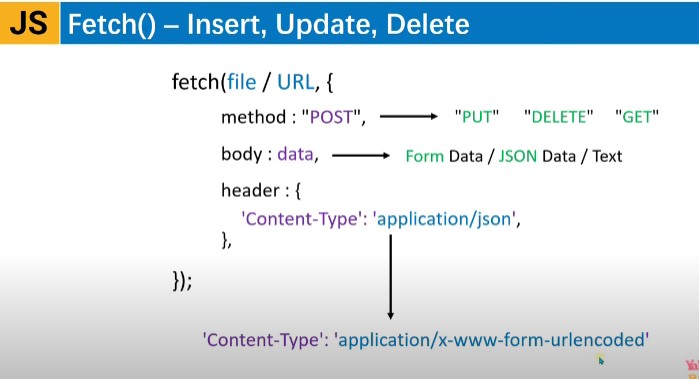 JS Fetch() – Insert, Update, Delete
fetch(file / URL, {
method : "POST", "PUT" "DELETE" "GET"
body : data, Form Data / JSON Data / Text
header : {
'Content-Type': 'application/json',
},
});
'Content-Type': 'application/x-www-form-urlencoded'